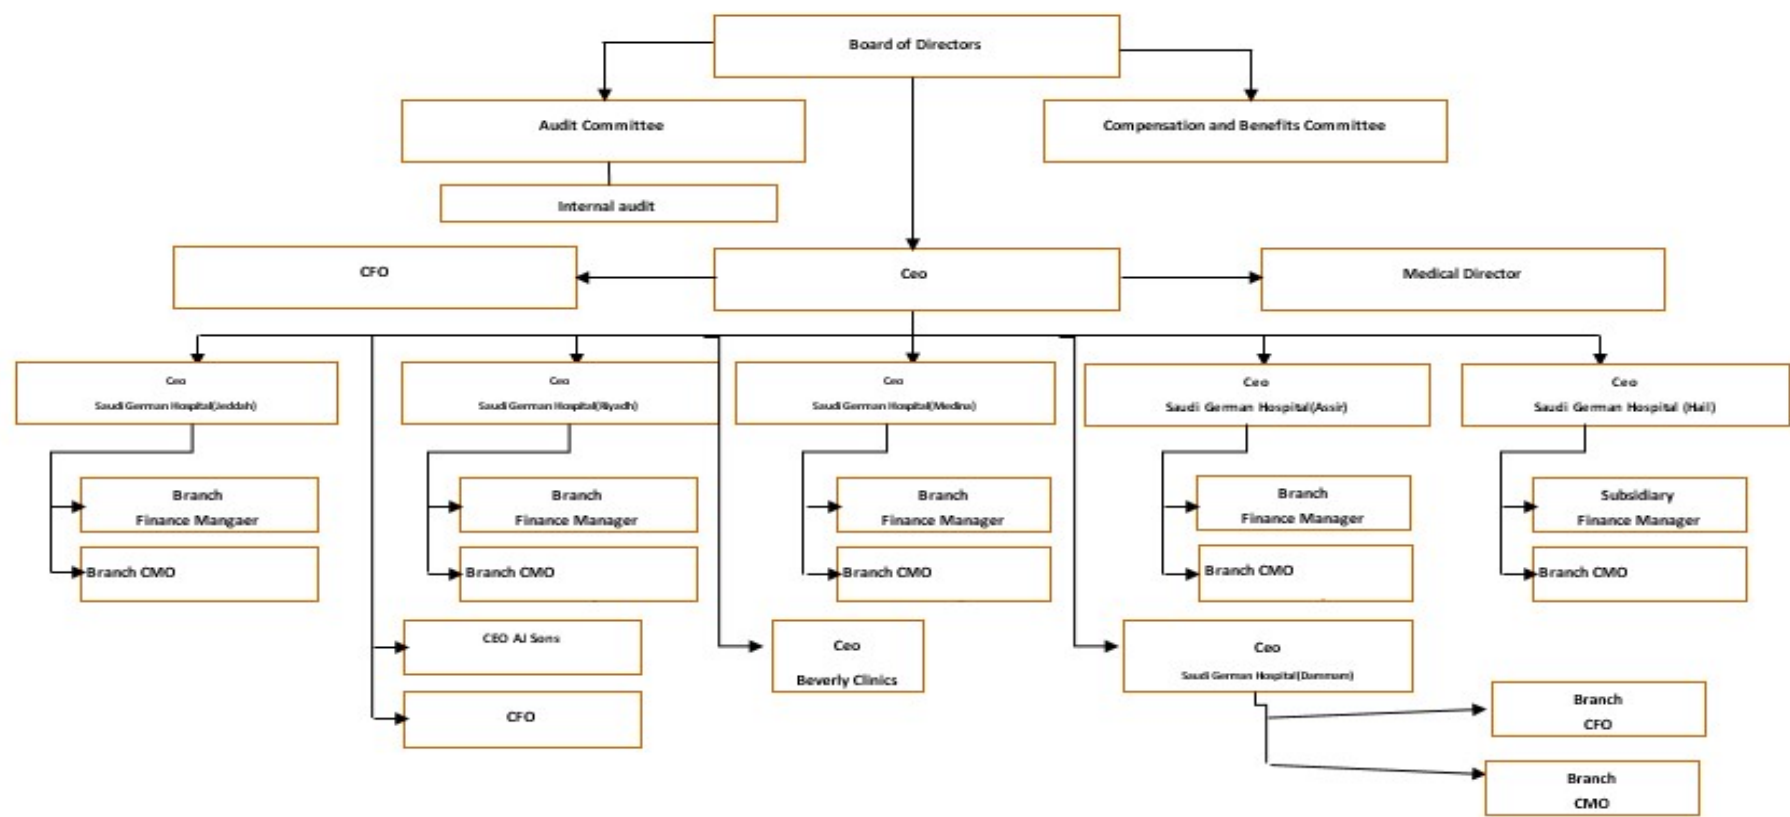 Board of Directors
Audit Committee
Compensation and Benefits Committee
Internal audit
CFO
Ceo
Medical Director
Ceo
Saudi German Hospital(Jeddah)
Ceo
Saudi German Hospital(Riyadh)
Ceo
Saudi German Hospital(Medina)
Ceo
Saudi German Hospital(Assir)
Ceo
Saudi German Hospital (Hail)
Branch
Finance Mangaer
Branch
Finance Manager
Branch
Finance Manager
Branch
Finance Manager
Subsidiary
Finance Manager
Branch CMO
Branch CMO
Branch CMO
Branch CMO
Branch CMO
CEO AJ Sons
Ceo
Beverly Clinics
Ceo
Saudi German Hospital(Dammam)
CFO
Branch
CFO
Branch
CMO